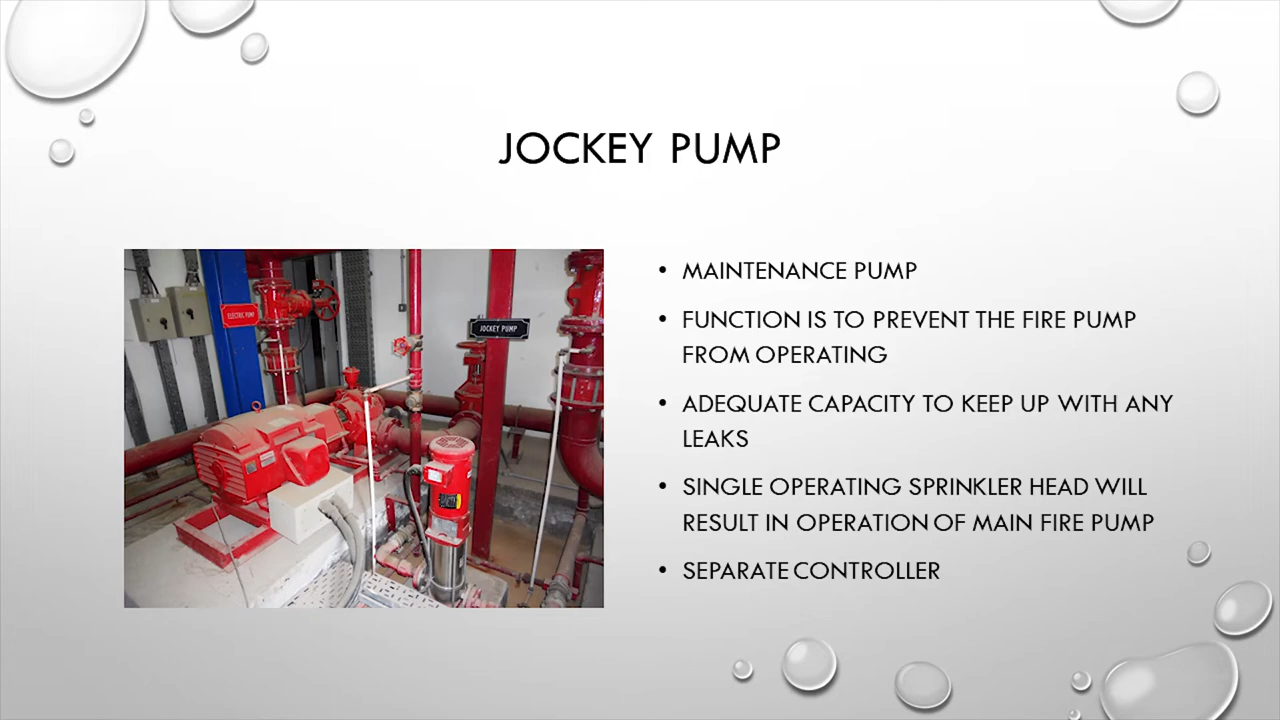 JOCKEY PUMP
ELECTRIC PUMP
JOCKEY PUMP
• MAINTENANCE PUMP
• FUNCTION IS TO PREVENT THE FIRE PUMP
FROM OPERATING
• ADEQUATE CAPACITY TO KEEP UP WITH ANY
LEAKS
• SINGLE OPERATING SPRINKLER HEAD WILL
RESULT IN OPERATION OF MAIN FIRE PUMP
• SEPARATE CONTROLLER